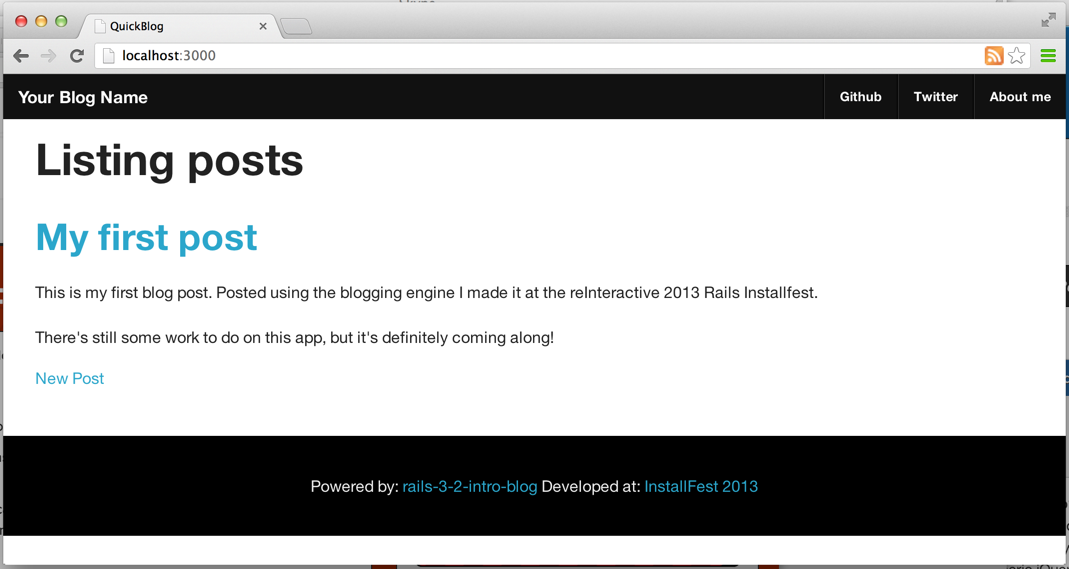 QuickBlog
localhost:3000
Your Blog Name Github Twitter About me
Listing posts
My first post
This is my first blog post. Posted using the blogging engine I made it at the reInteractive 2013 Rails Installfest.
There's still some work to do on this app, but it's definitely coming along!
New Post
Powered by: rails-3-2-intro-blog Developed at: InstallFest 2013